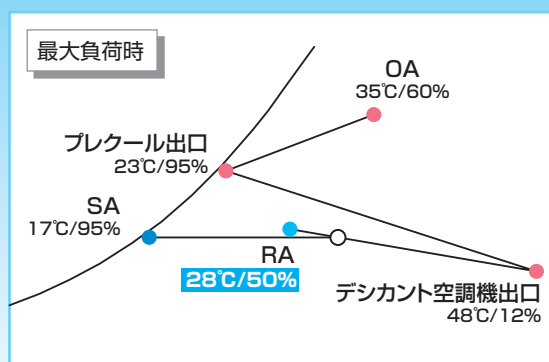 最大負荷時
OA
35℃/60%
プレクール出口
23℃/95%
SA
17℃/95%
RA
28℃/50%
デシカント空調機出口
48℃/12%